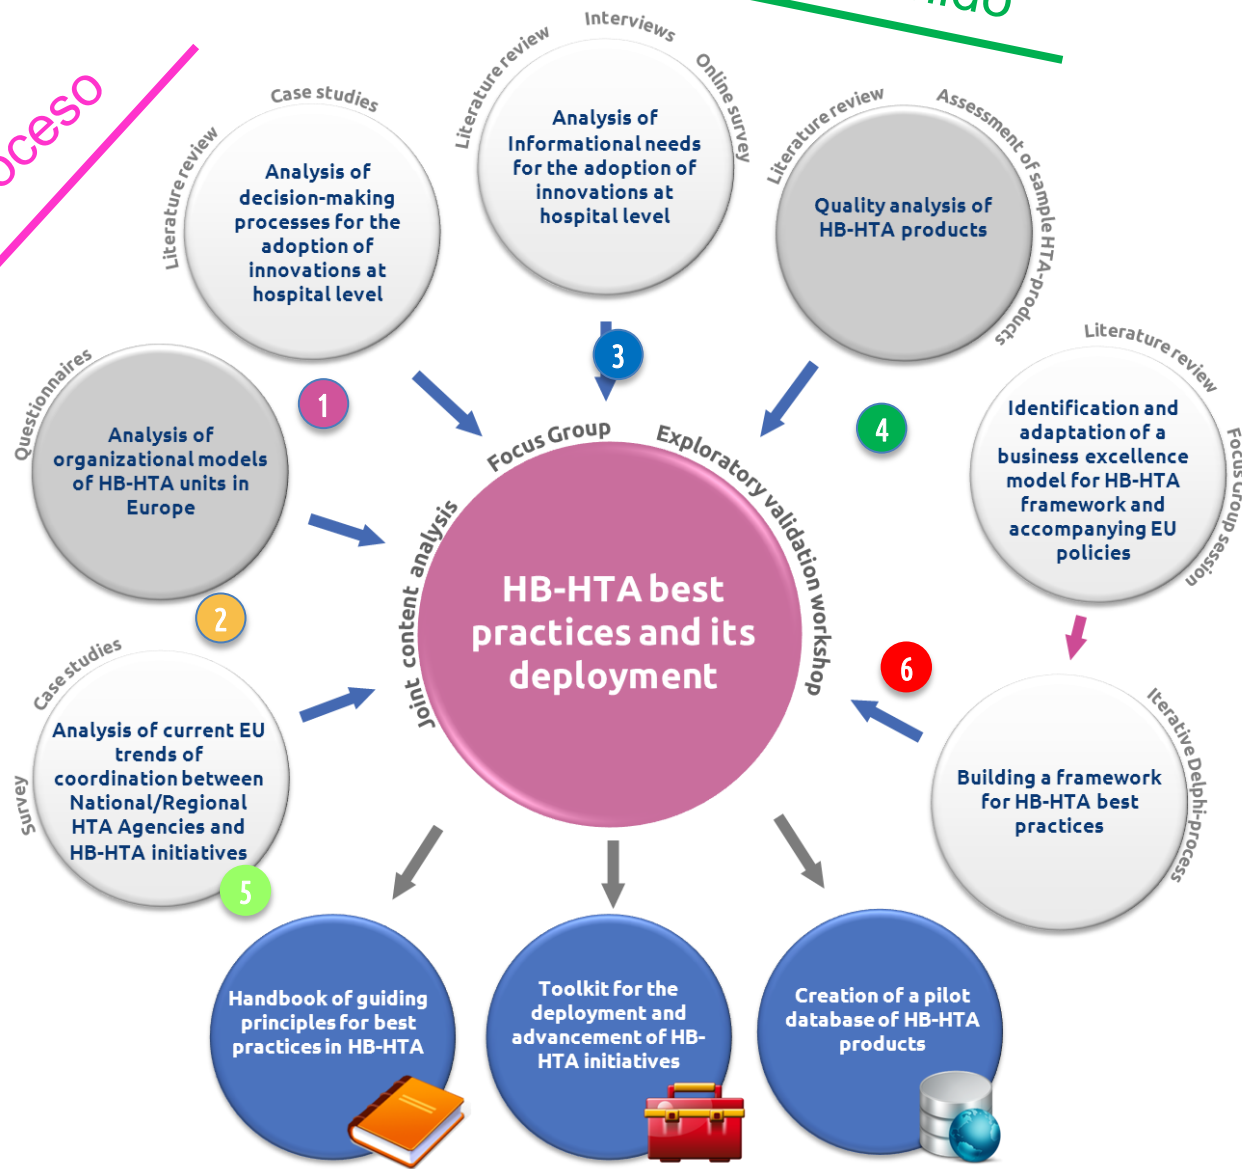 Literature review
Interviews
Online survey
Analysis of
Informational needs
for the adoption of
innovations at
hospital level
Literature review
Case studies
Analysis of
decision-making
processes for the
adoption of
innovations at
hospital level
Literature review
Assessment of sample HTA-products
Quality analysis of
HB-HTA products
Questionnaires
Analysis of
organizational models
of HB-HTA units in
Europe
Literature review
Focus Group session
Identification and
adaptation of a
business excellence
model for HB-HTA
framework and
accompanying EU
policies
1
3
4
2
6
5
Joint content analysis
Focus Group
Exploratory validation workshop
HB-HTA best
practices and its
deployment
Survey
Case studies
Analysis of current EU
trends of
coordination between
National/Regional
HTA Agencies and
HB-HTA initiatives
Iterative Delphi-process
Building a framework
for HB-HTA best
practices
Handbook of guiding
principles for best
practices in HB-HTA
Toolkit for the
deployment and
advancement of HB-
HTA initiatives
Creation of a pilot
database of HB-HTA
products